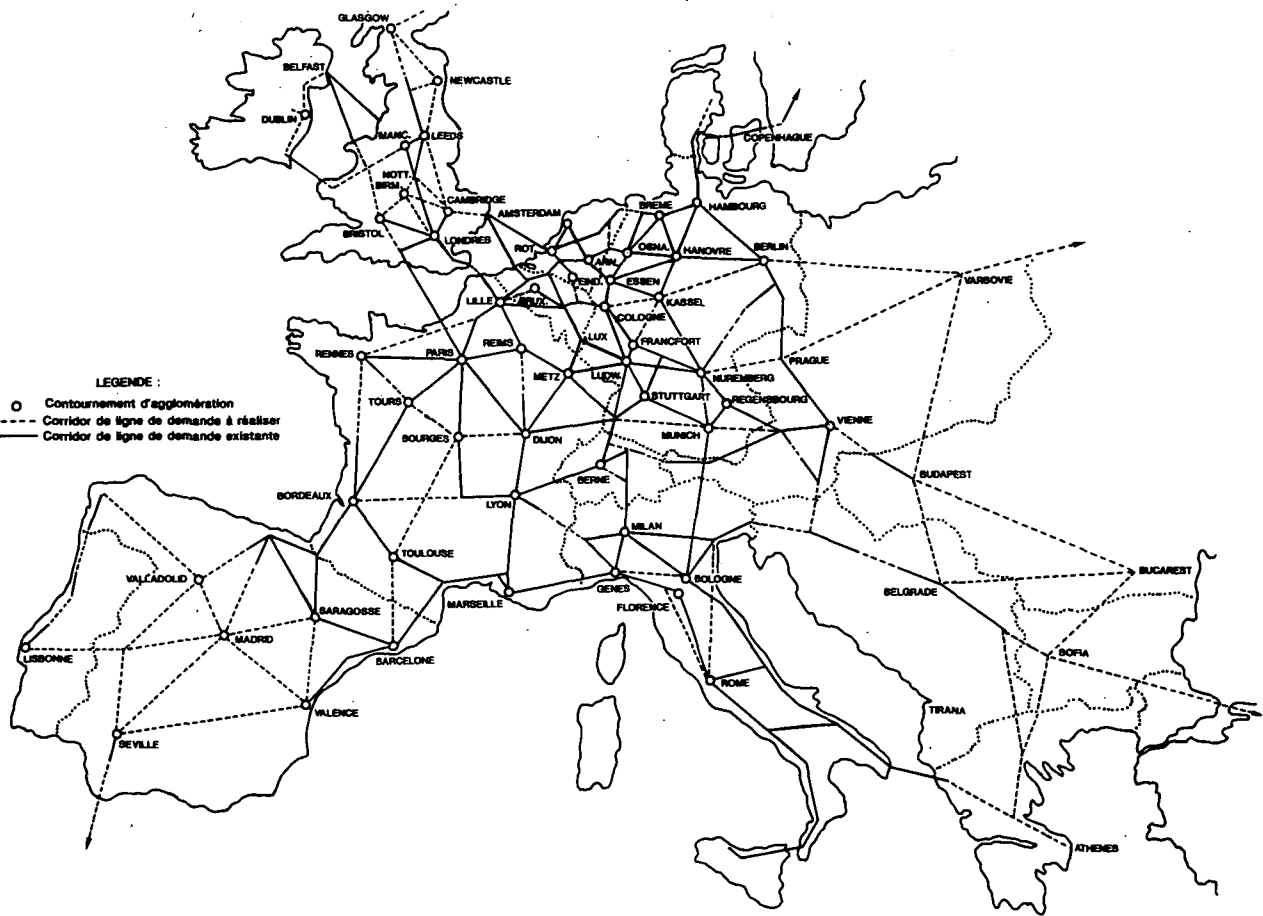 GLASGOW
BELFAST
NEWCASTLE
DUBLIN
MANC.
LEEDS
COPENHAGUE
NOTT.
BIRM.
CAMBRIDGE
AMSTERDAM
BREME
HAMBOURG
BRISTOL
LONDRES
ROT.
ARN.
OSNA.
HANOVRE
BERLIN
EIND.
ESSEN
VARSOVIE
LILLE
BRUX.
COLOGNE
KASSEL
RENNES
PARIS
REIMS
LUX
FRANCFORT
PRAGUE
METZ
LUDW.
NUREMBERG
LEGENDE :
Contournement d'agglomération
Corridor de ligne de demande à réaliser
Corridor de ligne de demande existante
TOURS
STUTTGART
REGENSBOURG
BOURGES
DIJON
MUNICH
VIENNE
BERNE
BUDAPEST
BORDEAUX
LYON
MILAN
TOULOUSE
VALLADOLID
MARSEILLE
GENES
BOLOGNE
BELGRADE
BUCAREST
FLORENCE
SARAGOSSE
MADRID
LISBONNE
BARCELONE
SOFIA
ROME
VALENCE
TIRANA
SEVILLE
ATHENES